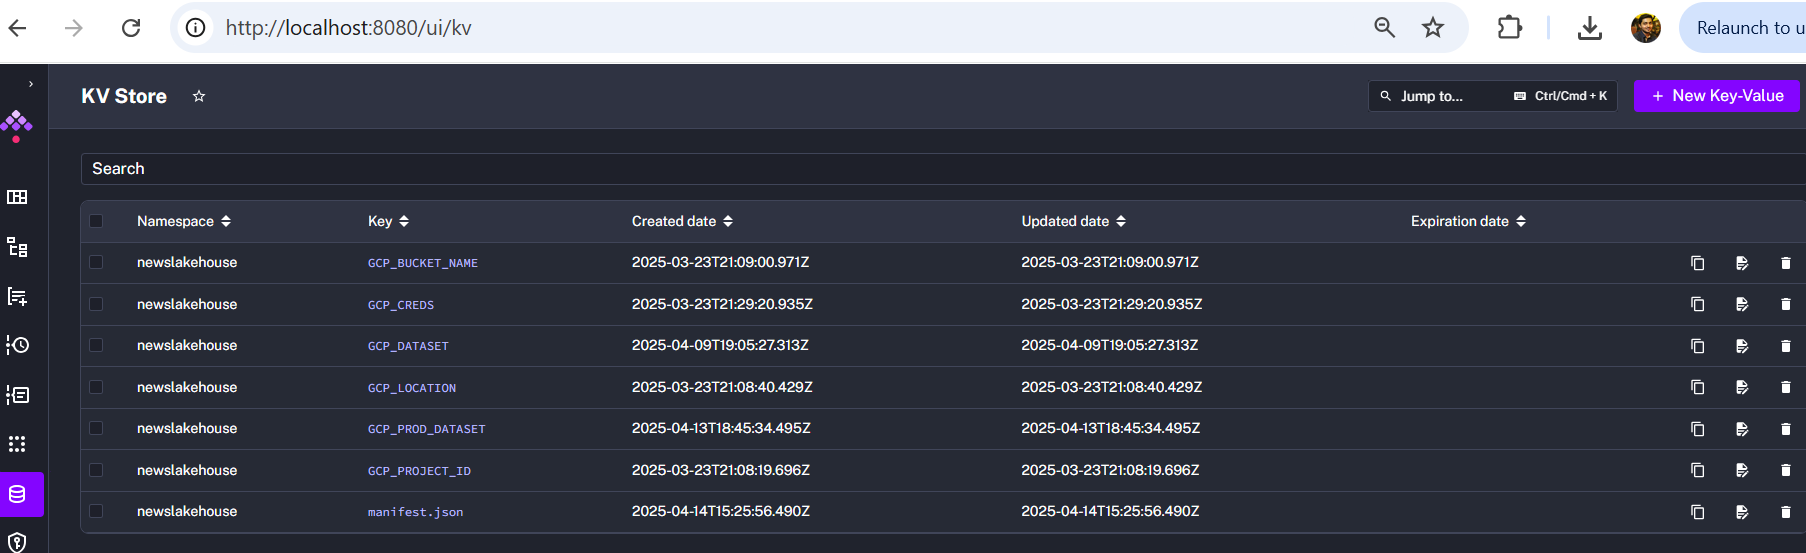 http://localhost:8080/ui/kv
Relaunch to u
KV Store
Jump to... Ctrl/Cmd + K
+ New Key-Value
Search
Namespace Key Created date Updated date Expiration date
newslakehouse GCP_BUCKET_NAME 2025-03-23T21:09:00.971Z 2025-03-23T21:09:00.971Z
newslakehouse GCP_CREDS 2025-03-23T21:29:20.935Z 2025-03-23T21:29:20.935Z
newslakehouse GCP_DATASET 2025-04-09T19:05:27.313Z 2025-04-09T19:05:27.313Z
newslakehouse GCP_LOCATION 2025-03-23T21:08:40.429Z 2025-03-23T21:08:40.429Z
newslakehouse GCP_PROD_DATASET 2025-04-13T18:45:34.495Z 2025-04-13T18:45:34.495Z
newslakehouse GCP_PROJECT_ID 2025-03-23T21:08:19.696Z 2025-03-23T21:08:19.696Z
newslakehouse manifest.json 2025-04-14T15:25:56.490Z 2025-04-14T15:25:56.490Z